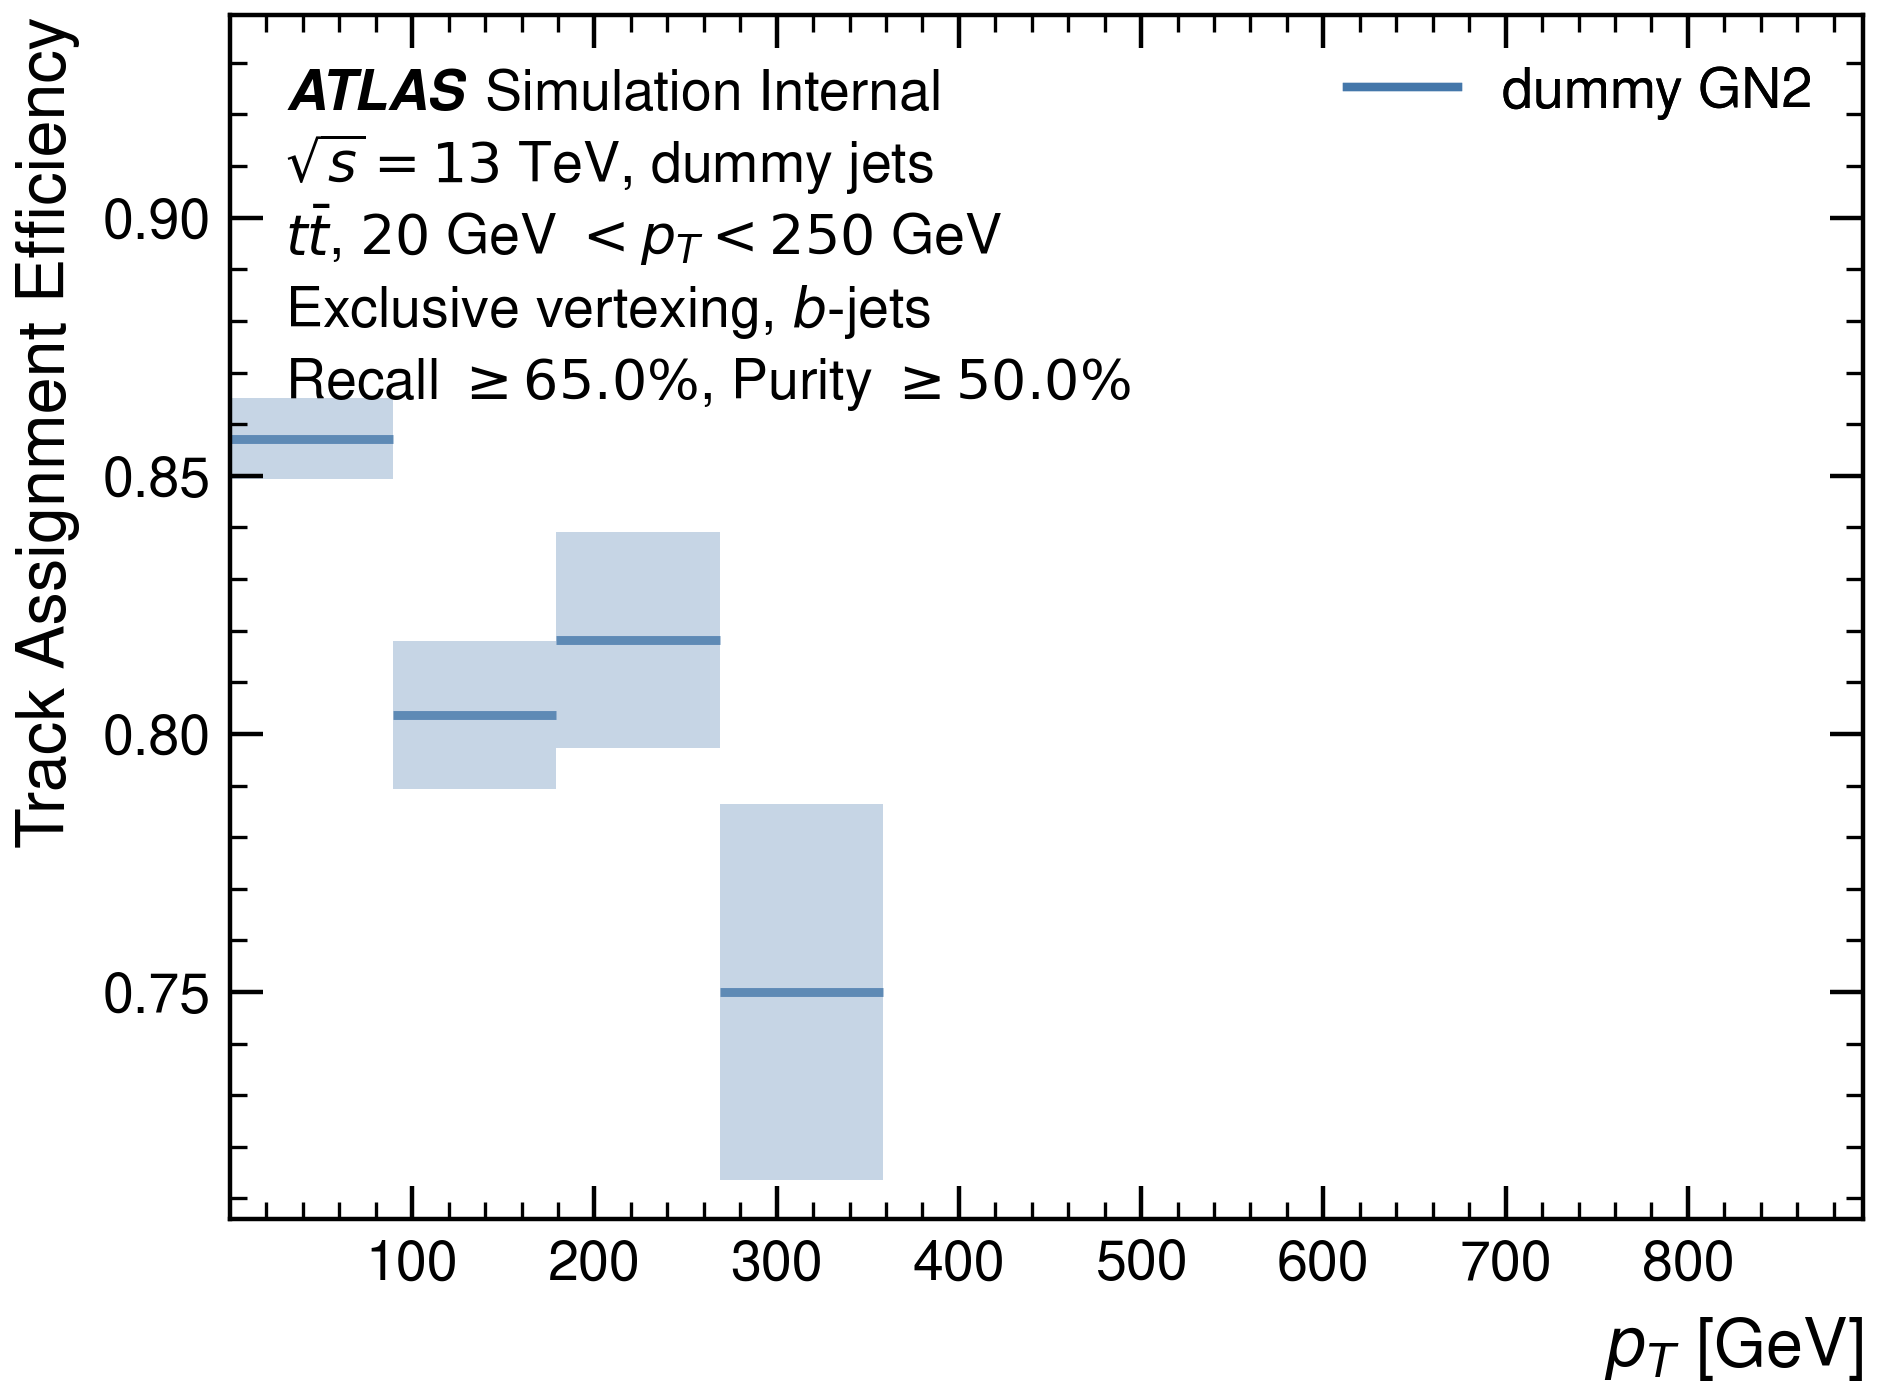 Track Assignment Efficiency
ATLAS Simulation Internal
√s = 13 TeV, dummy jets
tt̄, 20 GeV < p_T < 250 GeV
Exclusive vertexing, b-jets
Recall ≥ 65.0%, Purity ≥ 50.0%
dummy GN2
0.90
0.85
0.80
0.75
100 200 300 400 500 600 700 800
p_T [GeV]